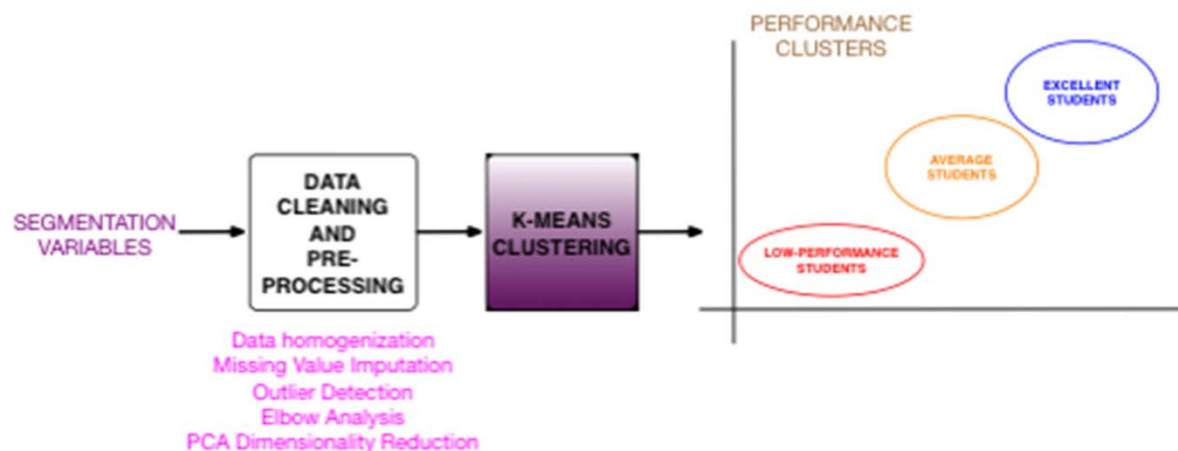 SEGMENTATION
VARIABLES
DATA
CLEANING
AND
PRE-
PROCESSING
Data homogenization
Missing Value Imputation
Outlier Detection
Elbow Analysis
PCA Dimensionality Reduction
K-MEANS
CLUSTERING
PERFORMANCE
CLUSTERS
EXCELLENT
STUDENTS
AVERAGE
STUDENTS
LOW-PERFORMANCE
STUDENTS